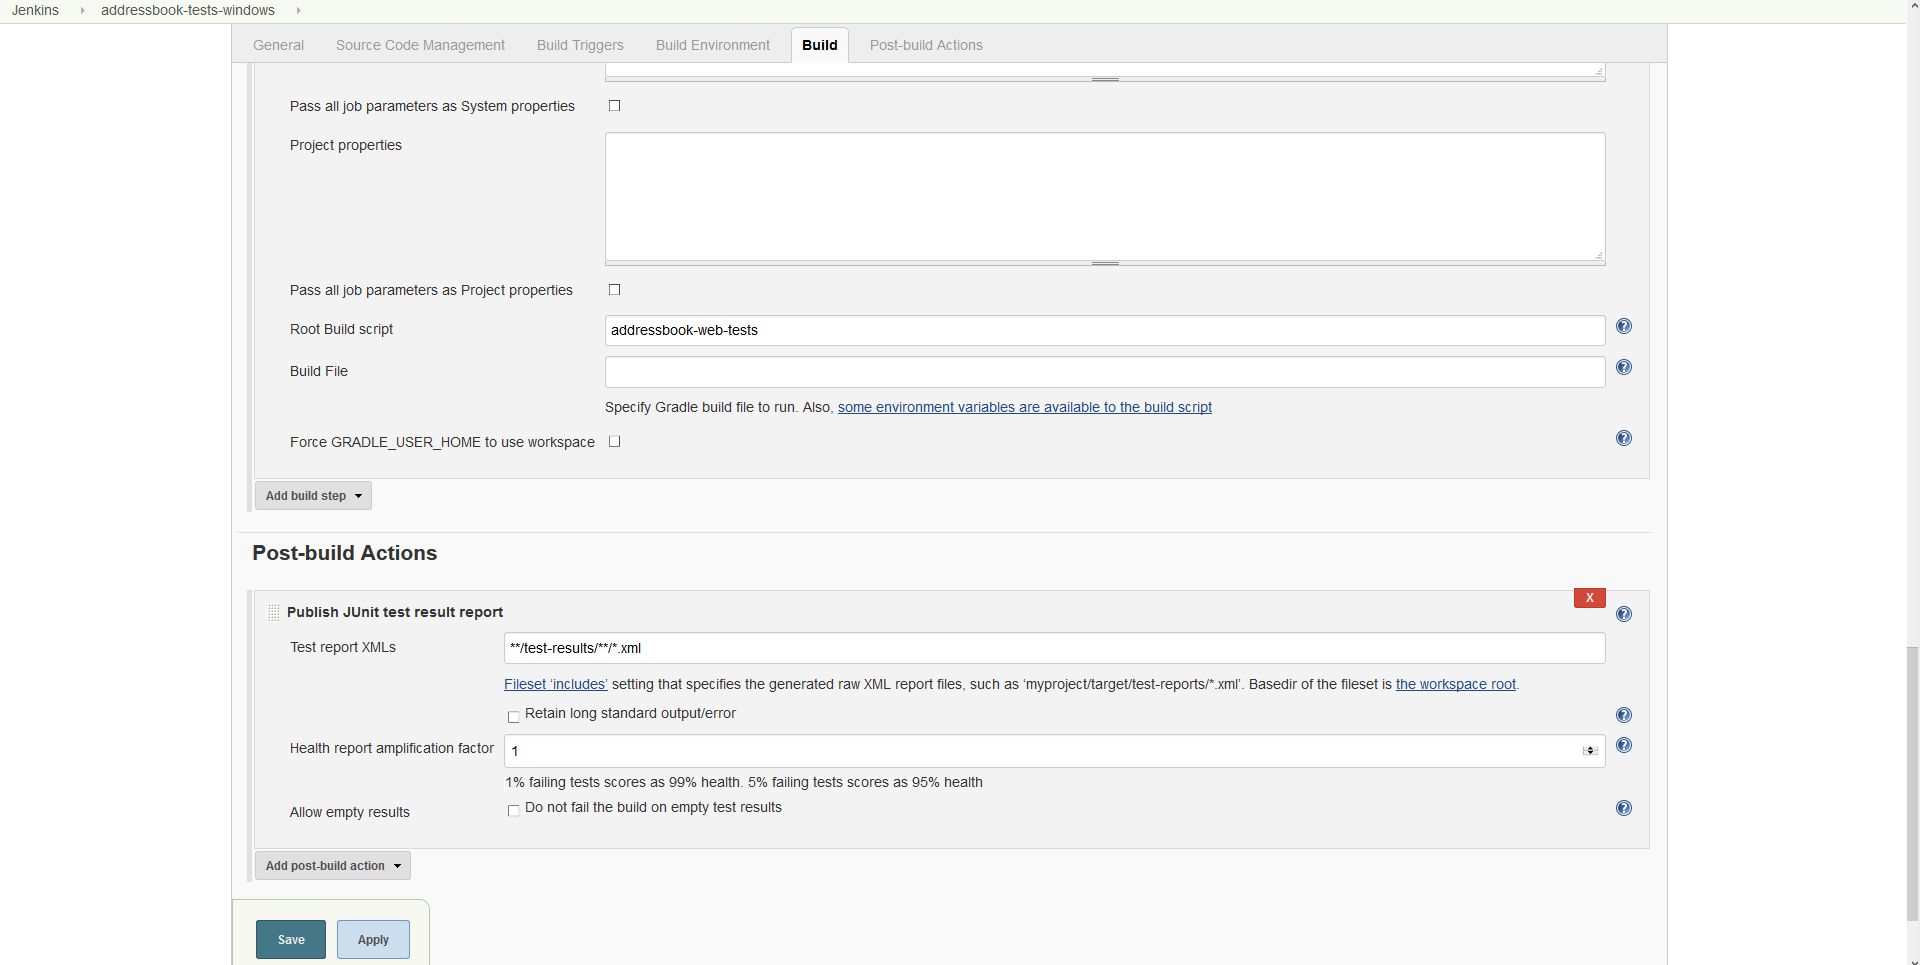 Jenkins addressbook-tests-windows
General Source Code Management Build Triggers Build Environment Build Post-build Actions
Pass all job parameters as System properties
Project properties
Pass all job parameters as Project properties
Root Build script addressbook-web-tests
Build File
Specify Gradle build file to run. Also, some environment variables are available to the build script
Force GRADLE_USER_HOME to use workspace
Add build step
Post-build Actions
X
Publish JUnit test result report
Test report XMLs **/test-results/**/*.xml
Fileset ‘includes’ setting that specifies the generated raw XML report files, such as ‘myproject/target/test-reports/*.xml’. Basedir of the fileset is the workspace root.
Retain long standard output/error
Health report amplification factor 1
1% failing tests scores as 99% health. 5% failing tests scores as 95% health
Allow empty results Do not fail the build on empty test results
Add post-build action
Save Apply